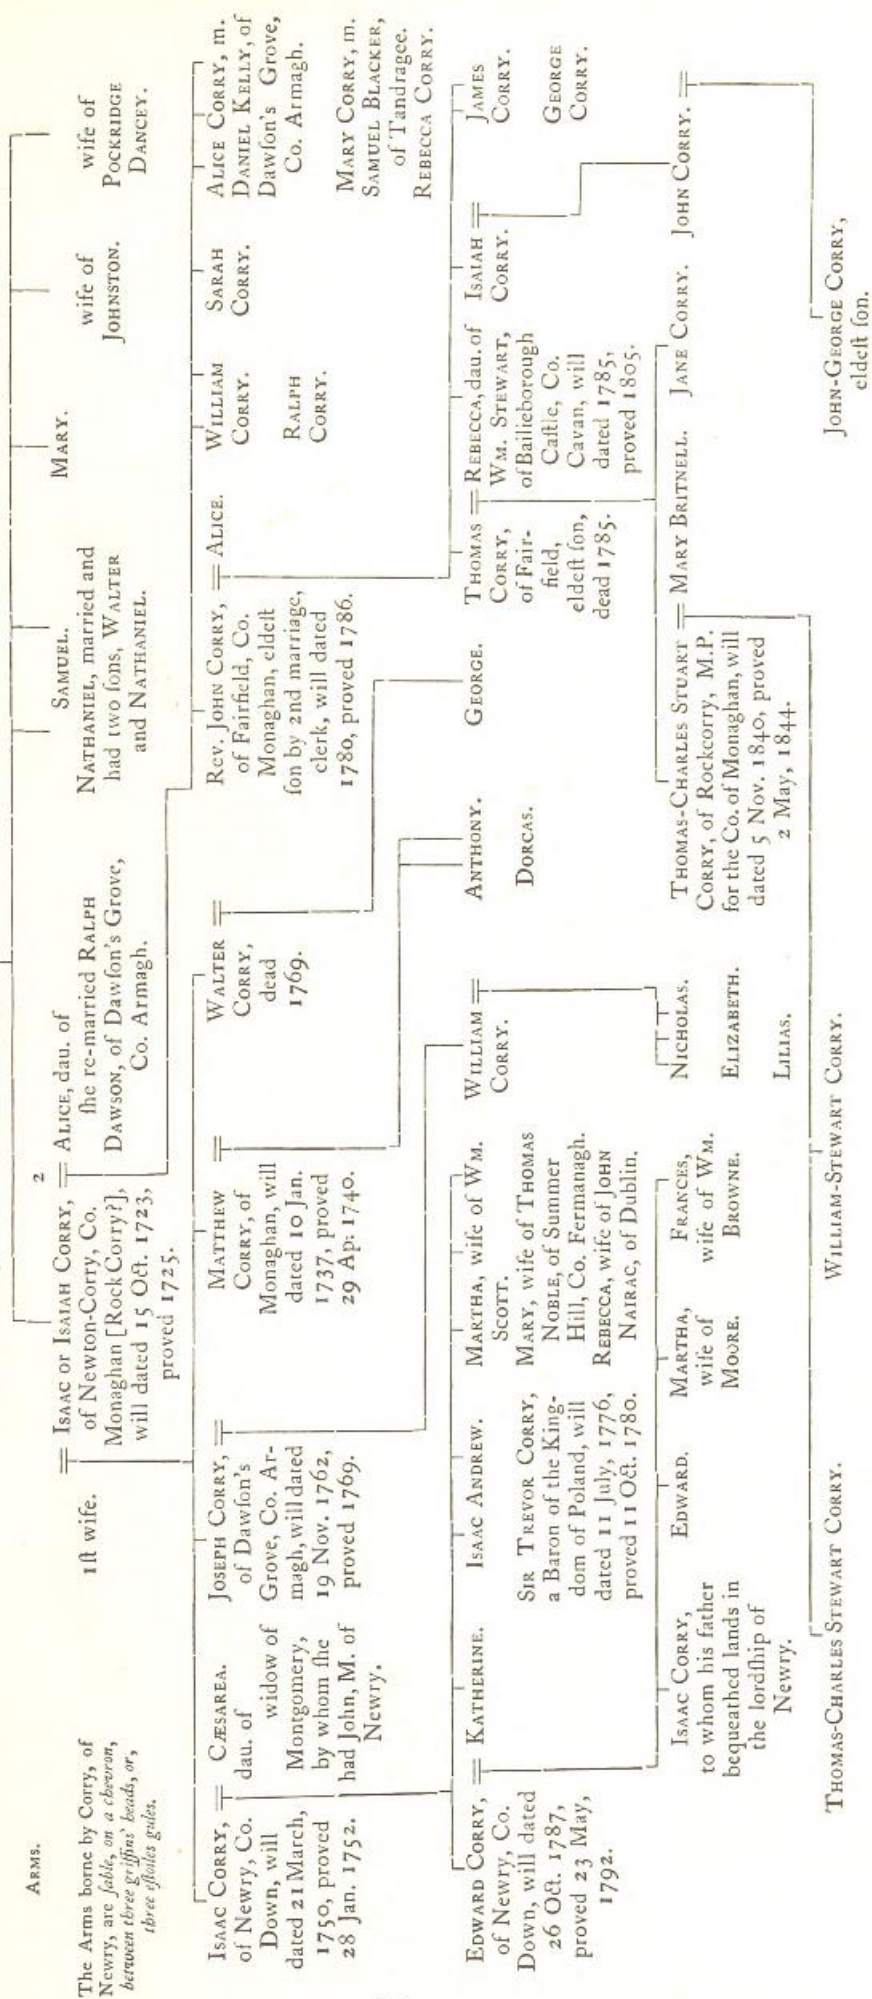 ARMS.
The Arms borne by Corry, of
Newry, are ſable, on a chevron,
between three griffins' heads, or,
three eſtoiles gules.
1ſt wife.
ISAAC OR ISAIAH CORRY,
of Newton-Corry, Co.
Monaghan [Rock Corry?],
will dated 15 Oct. 1723,
proved 1725.
2
ALICE, dau. of
ſhe re-married RALPH
DAWSON, of Dawſon's Grove,
Co. Armagh.
SAMUEL.
NATHANIEL, married and
had two ſons, WALTER
and NATHANIEL.
MARY.
wife of
JOHNSTON.
wife of
POCKRIDGE
DANCEY.
ISAAC CORRY,
of Newry, Co.
Down, will
dated 21 March,
1750, proved
28 Jan. 1752.
CÆSAREA.
dau. of
widow of
Montgomery,
by whom ſhe
had John, M. of
Newry.
JOSEPH CORRY,
of Dawſon's
Grove, Co. Ar-
magh, will dated
19 Nov. 1762,
proved 1769.
MATTHEW
CORRY, of
Monaghan, will
dated 10 Jan.
1737, proved
29 Ap: 1740.
WALTER
CORRY,
dead
1769.
Rev. JOHN CORRY,
of Fairfield, Co.
Monaghan, eldeſt
ſon by 2nd marriage,
clerk, will dated
1780, proved 1786.
ALICE.
WILLIAM
CORRY.
RALPH
CORRY.
SARAH
CORRY.
ALICE CORRY, m.
DANIEL KELLY, of
Dawſon's Grove,
Co. Armagh.
MARY CORRY, m.
SAMUEL BLACKER,
of Tandragee.
REBECCA CORRY.
EDWARD CORRY,
of Newry, Co.
Down, will dated
26 Oct. 1787,
proved 23 May,
1792.
KATHERINE.
ISAAC ANDREW.
SIR TREVOR CORRY,
a Baron of the King-
dom of Poland, will
dated 11 July, 1776,
proved 11 Oct. 1780.
MARTHA, wife of WM.
SCOTT.
MARY, wife of THOMAS
NOBLE, of Summer
Hill, Co. Fermanagh.
REBECCA, wife of JOHN
NAIRAC, of Dublin.
WILLIAM
CORRY.
ANTHONY.
DORCAS.
GEORGE.
THOMAS
CORRY,
of Fair-
field,
eldeſt ſon,
dead 1785.
REBECCA, dau. of
WM. STEWART,
of Bailieborough
Caſtle, Co.
Cavan, will
dated 1785,
proved 1805.
ISAIAH
CORRY.
JAMES
CORRY.
GEORGE
CORRY.
ISAAC CORRY,
to whom his father
bequeathed lands in
the lordſhip of
Newry.
EDWARD.
MARTHA,
wife of
MOORE.
FRANCES,
wife of WM.
BROWNE.
NICHOLAS.
ELIZABETH.
LILIAS.
THOMAS-CHARLES STUART
CORRY, of Rockcorry, M.P.
for the Co. of Monaghan, will
dated 5 Nov. 1840, proved
2 May, 1844.
MARY BRITNELL.
JANE CORRY.
JOHN CORRY.
THOMAS-CHARLES STEWART CORRY.
WILLIAM-STEWART CORRY.
JOHN-GEORGE CORRY,
eldeſt ſon.